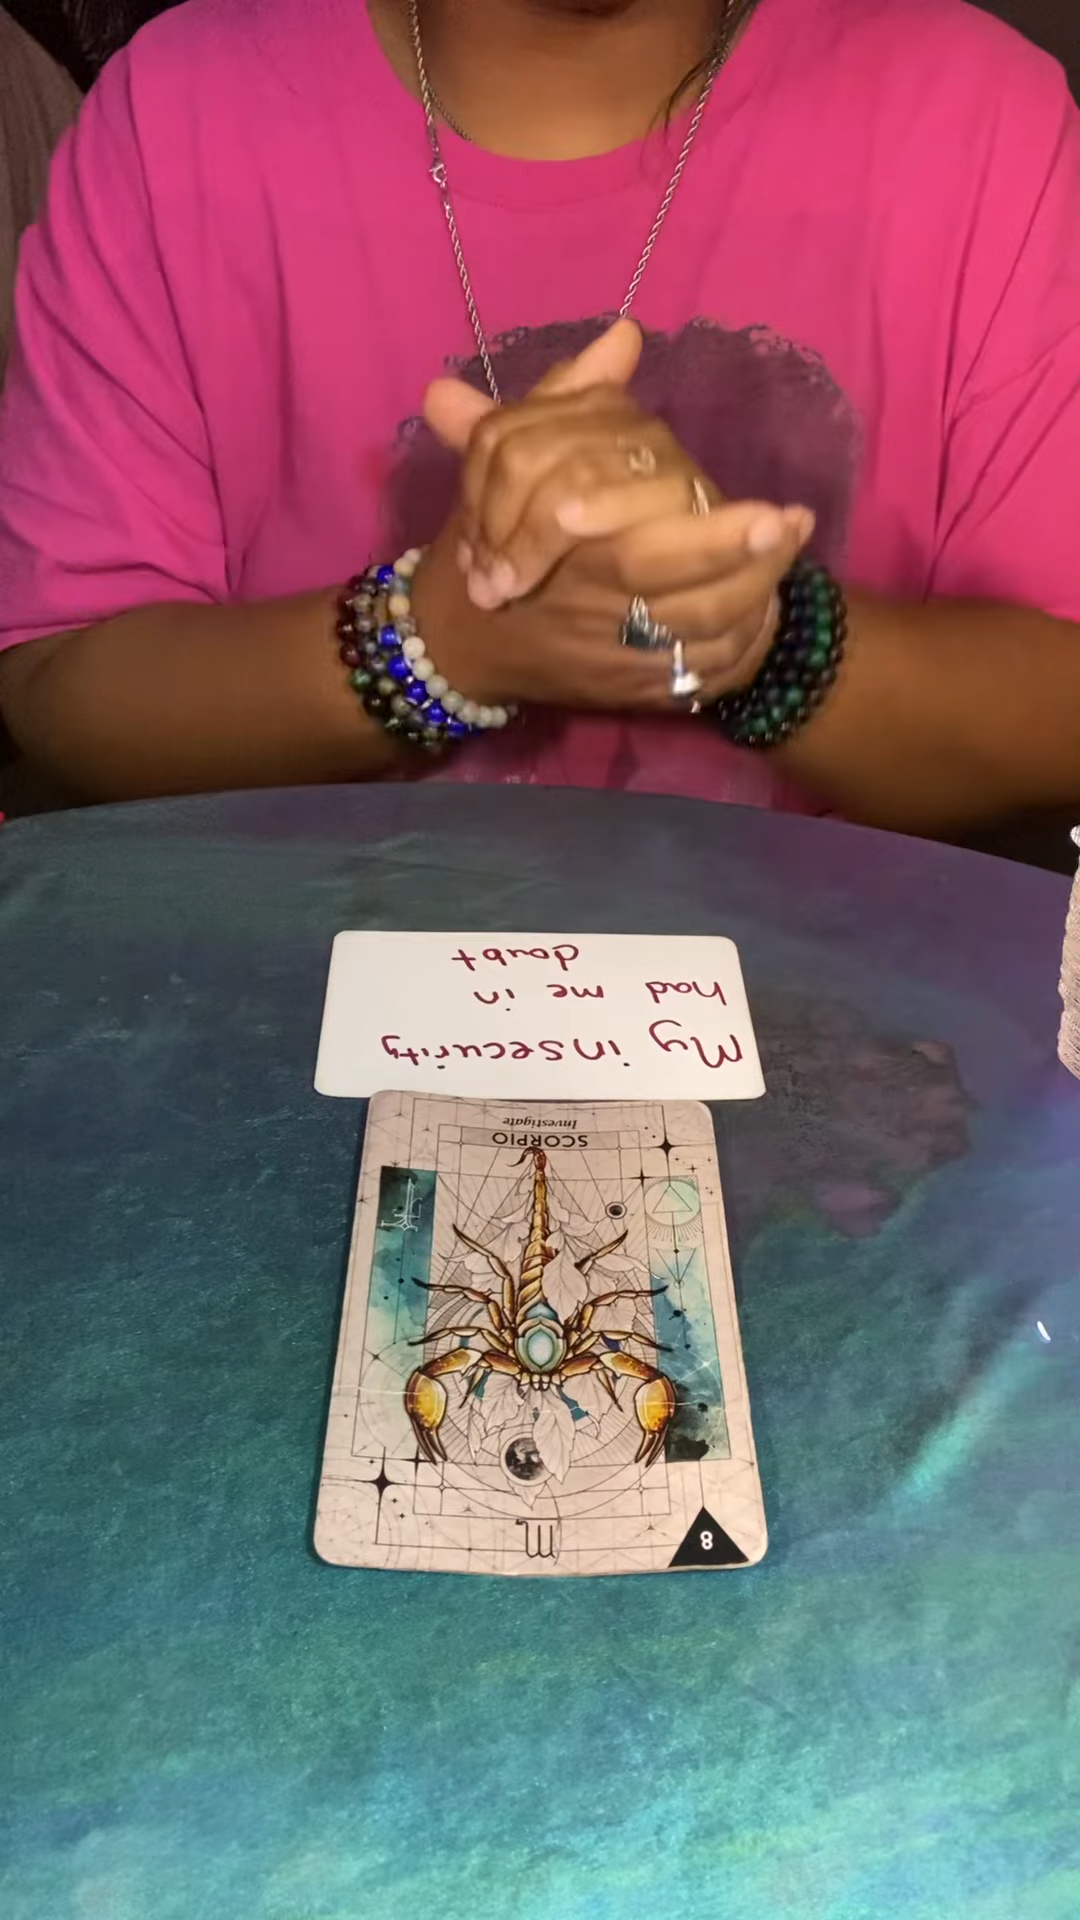 My insecurity
had me in
doubt
SCORPIO
Investigate
♏
8